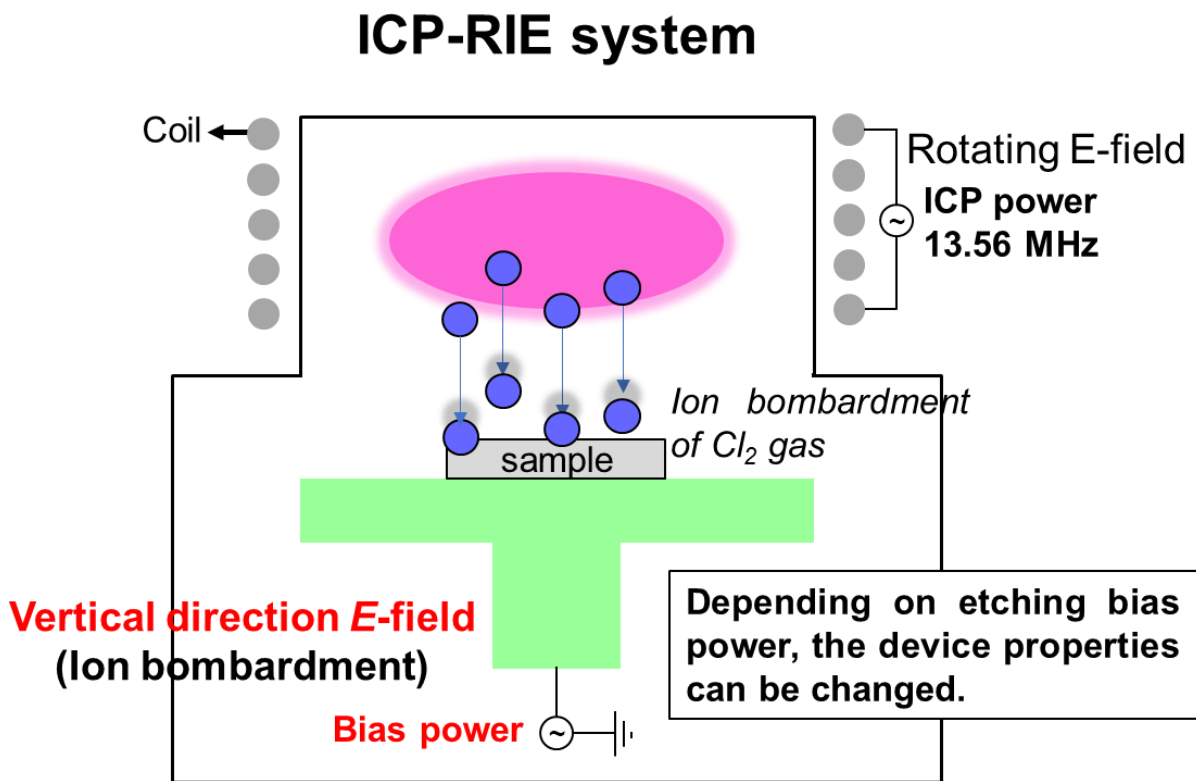 ICP-RIE system
Coil
Rotating E-field
ICP power
13.56 MHz
~
Ion bombardment
of Cl₂ gas
sample
Vertical direction E-field
(Ion bombardment)
Depending on etching bias
power, the device properties
can be changed.
Bias power
~